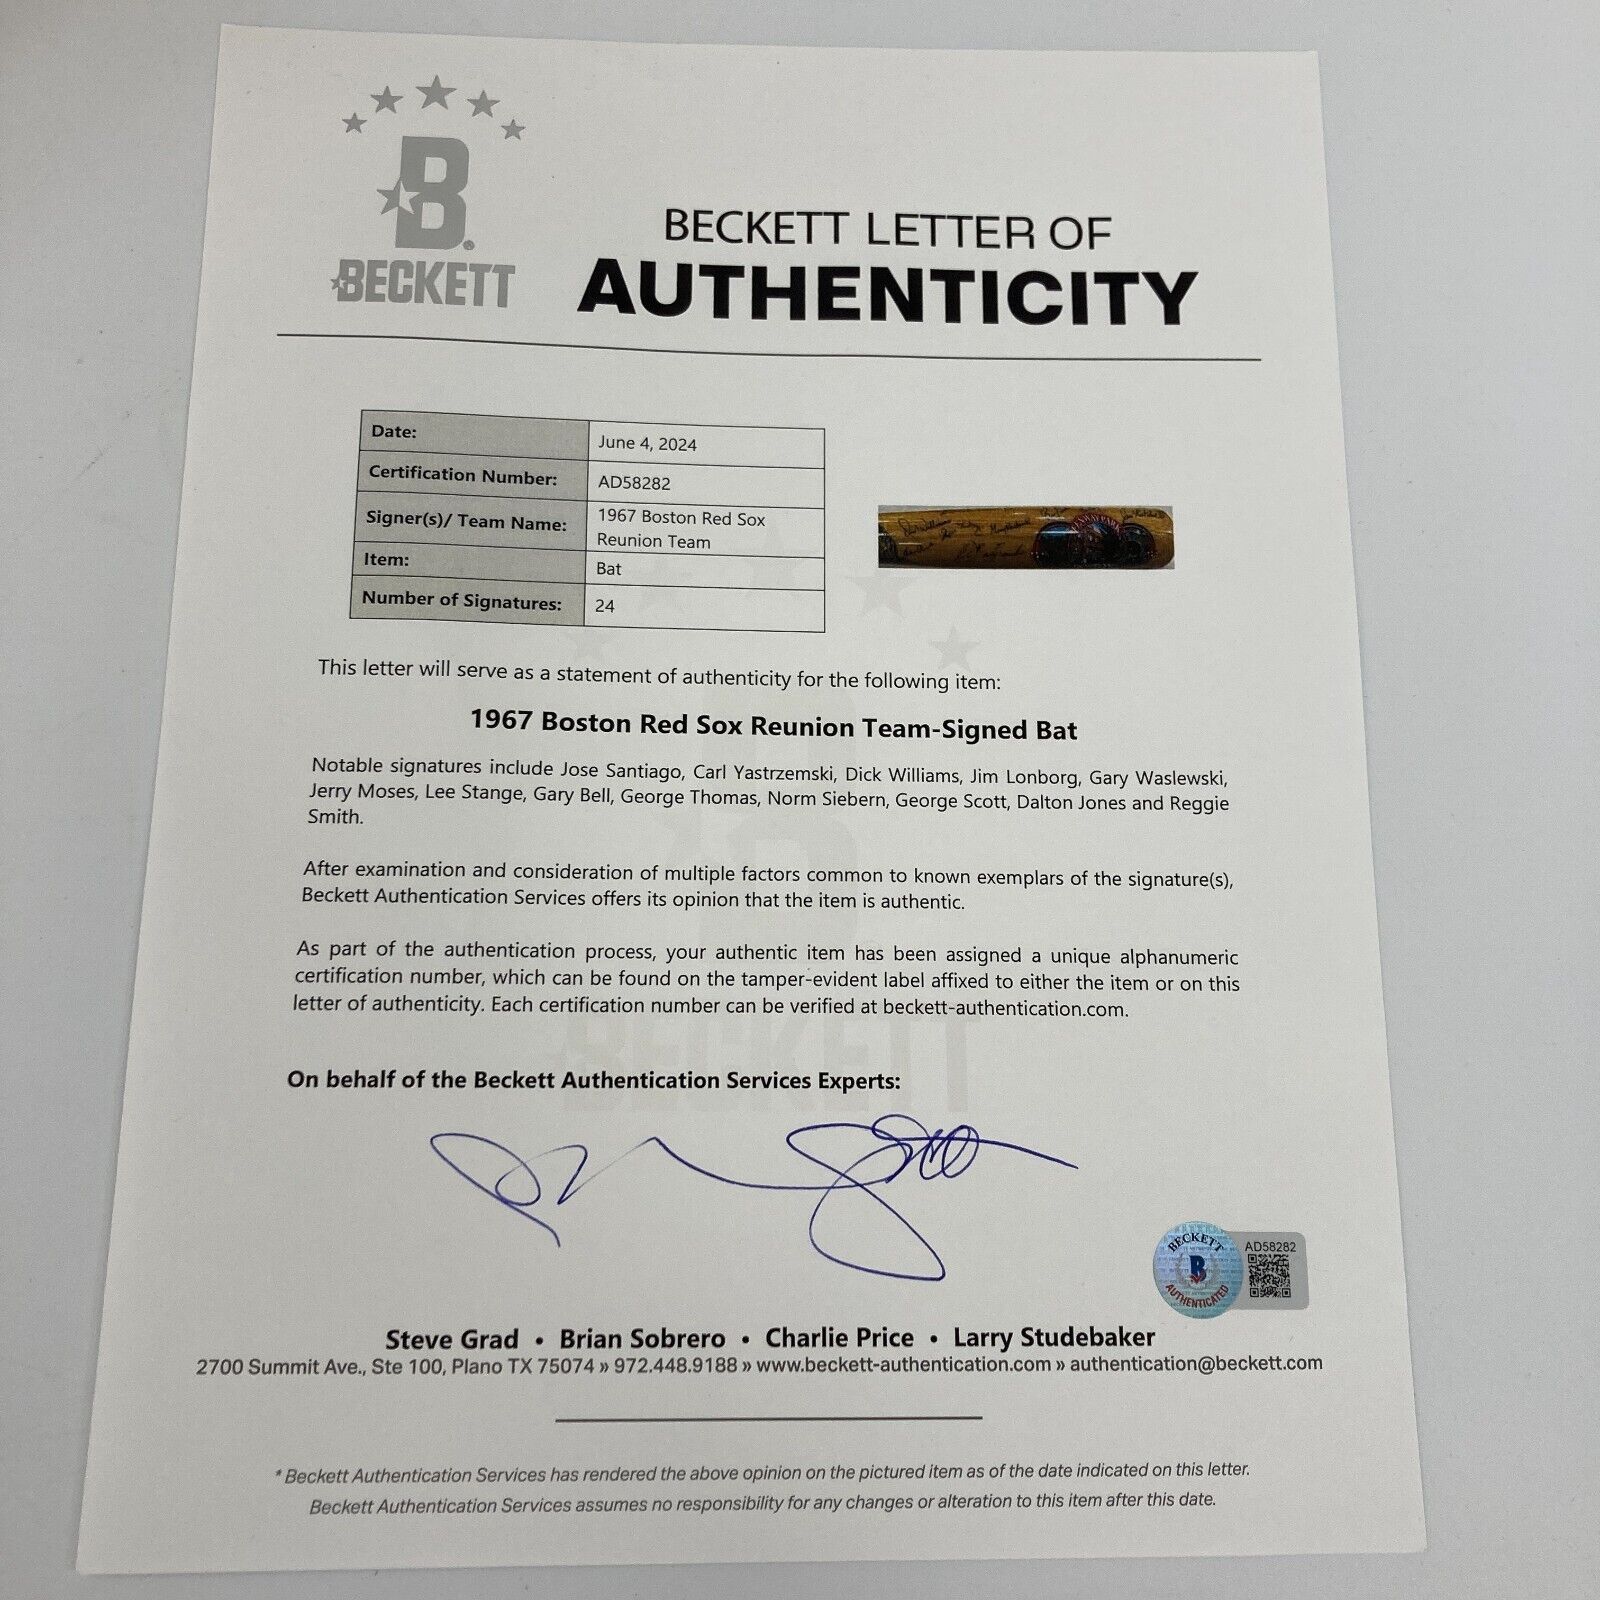 B
BECKETT
BECKETT LETTER OF
AUTHENTICITY
Date: June 4, 2024
Certification Number: AD58282
Signer(s)/ Team Name: 1967 Boston Red Sox
Reunion Team
Item: Bat
Number of Signatures: 24
FENWAY PARK
This letter will serve as a statement of authenticity for the following item:
1967 Boston Red Sox Reunion Team-Signed Bat
Notable signatures include Jose Santiago, Carl Yastrzemski, Dick Williams, Jim Lonborg, Gary Waslewski,
Jerry Moses, Lee Stange, Gary Bell, George Thomas, Norm Siebern, George Scott, Dalton Jones and Reggie
Smith.
After examination and consideration of multiple factors common to known exemplars of the signature(s),
Beckett Authentication Services offers its opinion that the item is authentic.
As part of the authentication process, your authentic item has been assigned a unique alphanumeric
certification number, which can be found on the tamper-evident label affixed to either the item or on this
letter of authenticity. Each certification number can be verified at beckett-authentication.com.
BECKETT
On behalf of the Beckett Authentication Services Experts:
BECKETT
B
AUTHENTICATED
AD58282
Steve Grad • Brian Sobrero • Charlie Price • Larry Studebaker
2700 Summit Ave., Ste 100, Plano TX 75074 » 972.448.9188 » www.beckett-authentication.com » authentication@beckett.com
* Beckett Authentication Services has rendered the above opinion on the pictured item as of the date indicated on this letter.
Beckett Authentication Services assumes no responsibility for any changes or alteration to this item after this date.